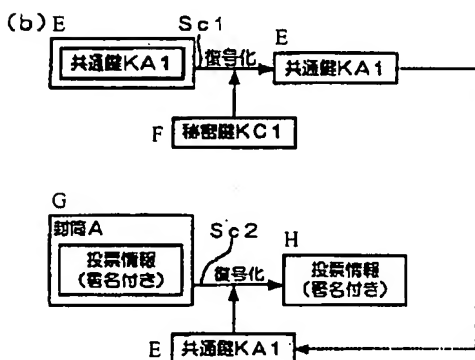 (b) E
Sc1
共通鍵KA1
復号化
E
共通鍵KA1
F 秘密鍵KC1
G
封筒A
投票情報
(署名付き)
Sc2
復号化
H
投票情報
(署名付き)
E 共通鍵KA1